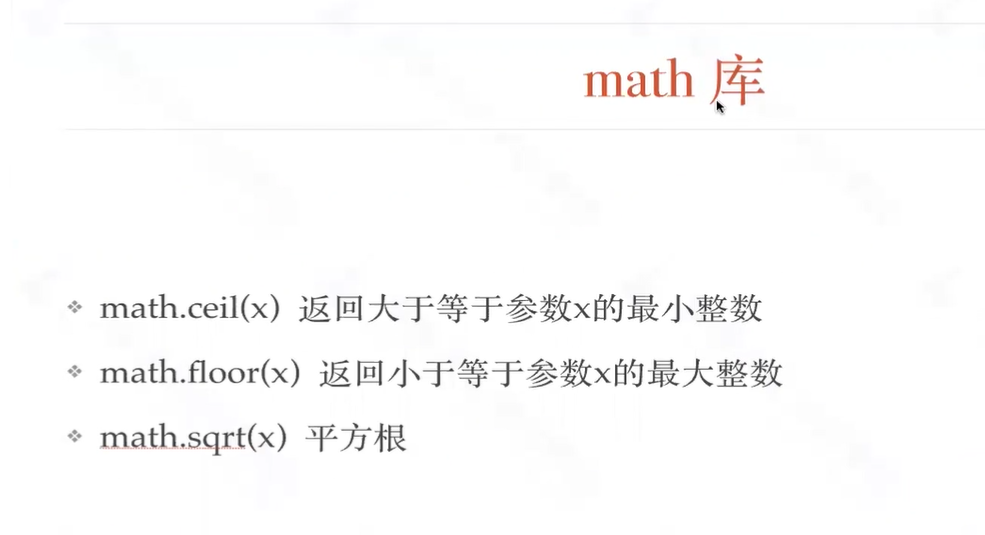 math 库
math.ceil(x) 返回大于等于参数x的最小整数
math.floor(x) 返回小于等于参数x的最大整数
math.sqrt(x) 平方根